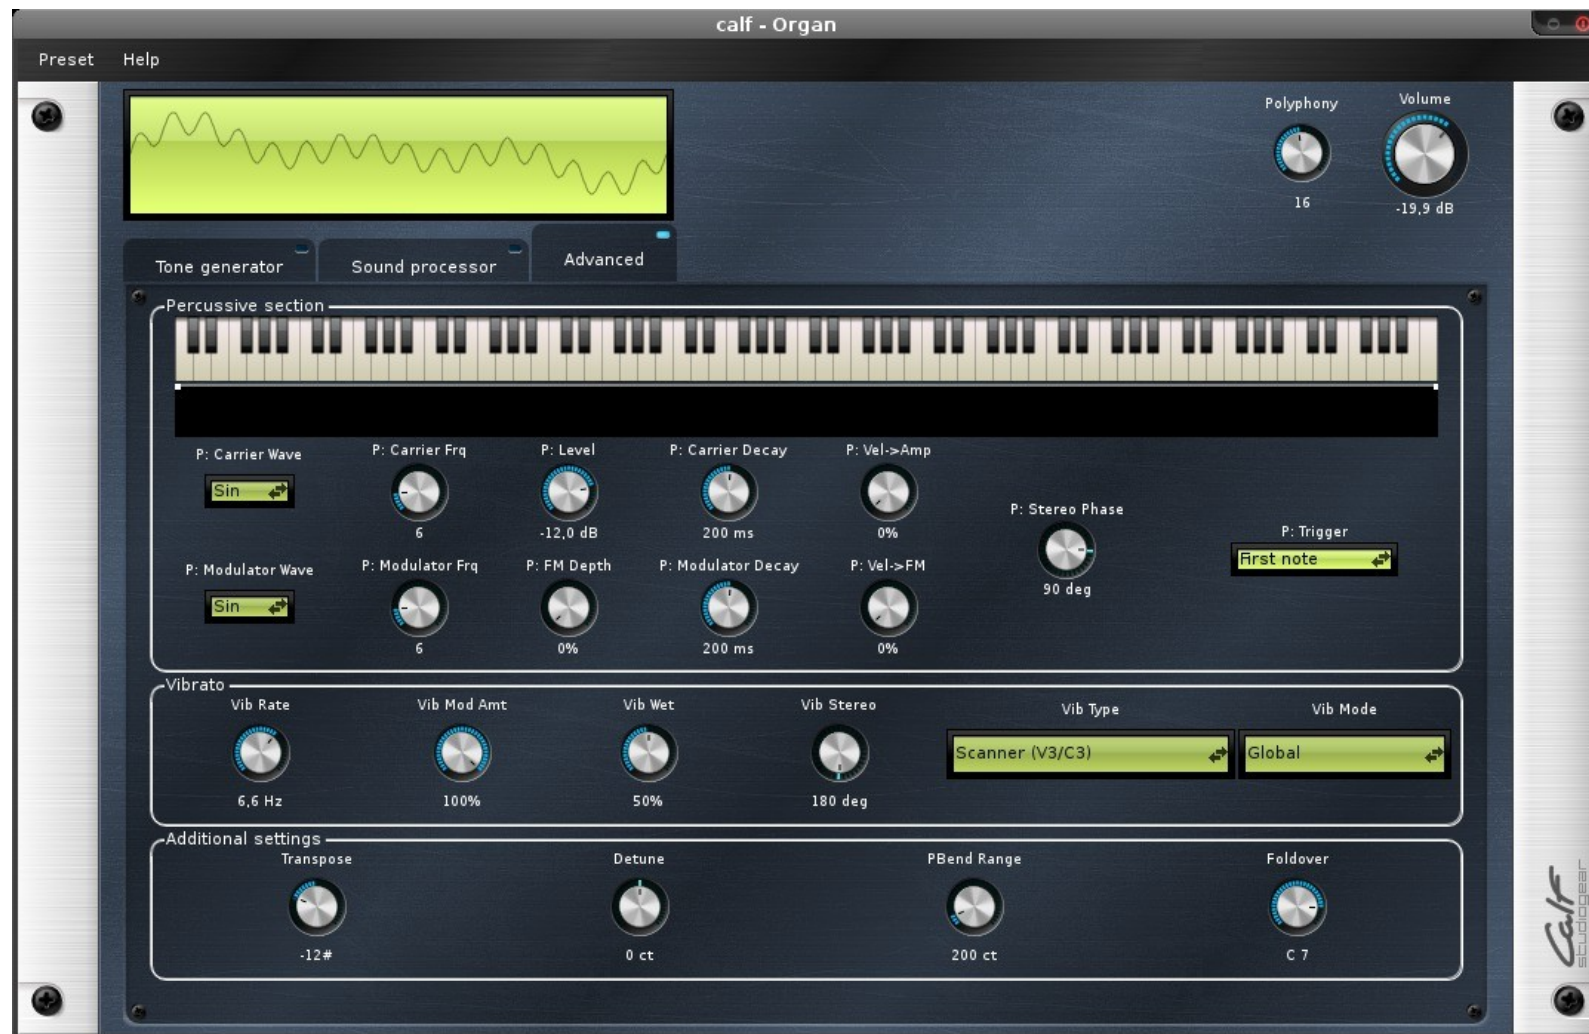 calf - Organ
Preset Help
Polyphony Volume
16 -19,9 dB
Tone generator Sound processor Advanced
Percussive section
P: Carrier Wave P: Carrier Frq P: Level P: Carrier Decay P: Vel->Amp
Sin
6 -12,0 dB 200 ms 0%
P: Stereo Phase
90 deg
P: Trigger
First note
P: Modulator Wave P: Modulator Frq P: FM Depth P: Modulator Decay P: Vel->FM
Sin
6 0% 200 ms 0%
Vibrato
Vib Rate Vib Mod Amt Vib Wet Vib Stereo Vib Type Vib Mode
Scanner (V3/C3) Global
6,6 Hz 100% 50% 180 deg
Additional settings
Transpose Detune PBend Range Foldover
-12# 0 ct 200 ct C 7
Calf
studiogear